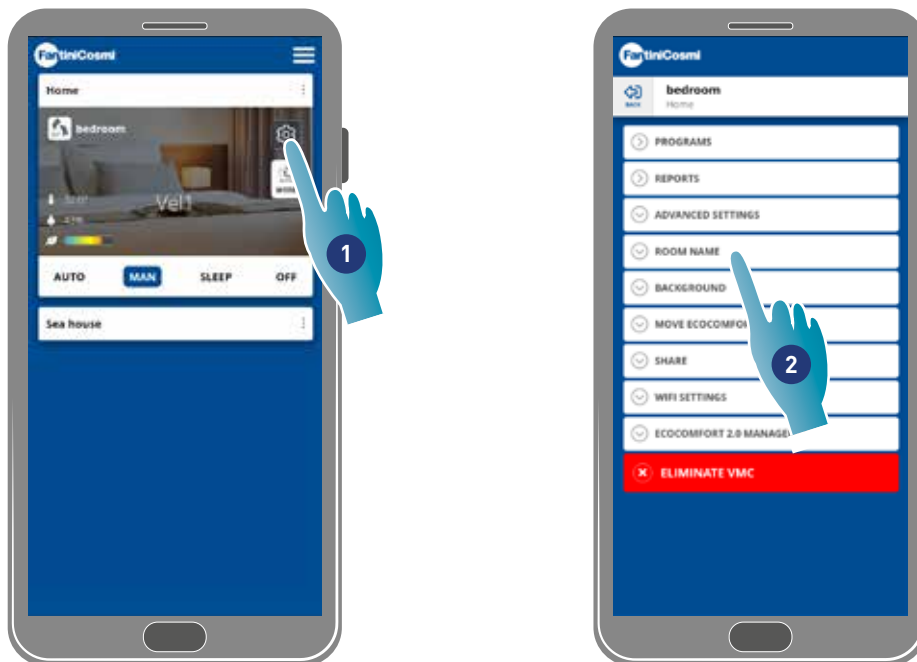 FantiniCosmi
Home
bedroom
Vel1
AUTO MAN SLEEP OFF
Sea house
1
FantiniCosmi
BACK
bedroom
Home
PROGRAMS
REPORTS
ADVANCED SETTINGS
ROOM NAME
BACKGROUND
MOVE ECOCOMFO
SHARE
WIFI SETTINGS
ECOCOMFORT 2.0 MANAGE
ELIMINATE VMC
2